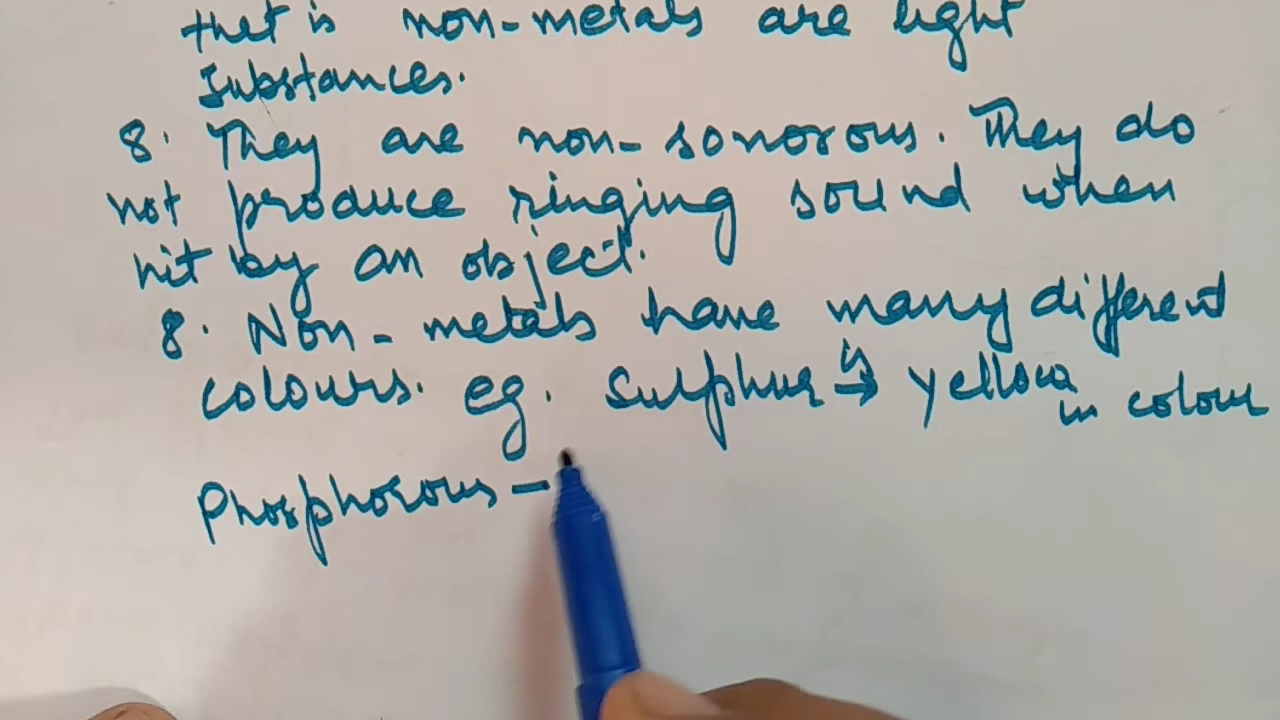 that is non-metals are light
substances.
8. They are non-sonorous. They do
not produce ringing sound when
hit by an object.
8. Non-metals have many different
colours. eg. Sulphur is → yellow in colour
Phosphorous -